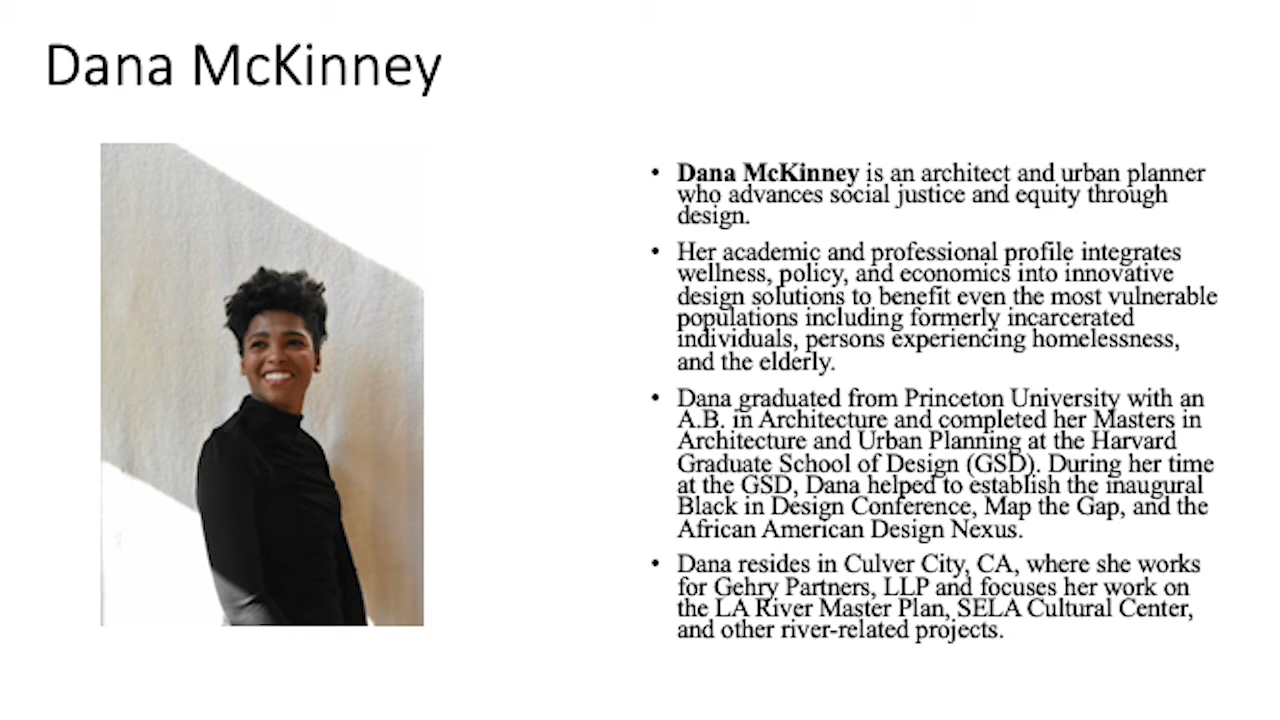 Dana McKinney
• Dana McKinney is an architect and urban planner
who advances social justice and equity through
design.
• Her academic and professional profile integrates
wellness, policy, and economics into innovative
design solutions to benefit even the most vulnerable
populations including formerly incarcerated
individuals, persons experiencing homelessness,
and the elderly.
• Dana graduated from Princeton University with an
A.B. in Architecture and completed her Masters in
Architecture and Urban Planning at the Harvard
Graduate School of Design (GSD). During her time
at the GSD, Dana helped to establish the inaugural
Black in Design Conference, Map the Gap, and the
African American Design Nexus.
• Dana resides in Culver City, CA, where she works
for Gehry Partners, LLP and focuses her work on
the LA River Master Plan, SELA Cultural Center,
and other river-related projects.